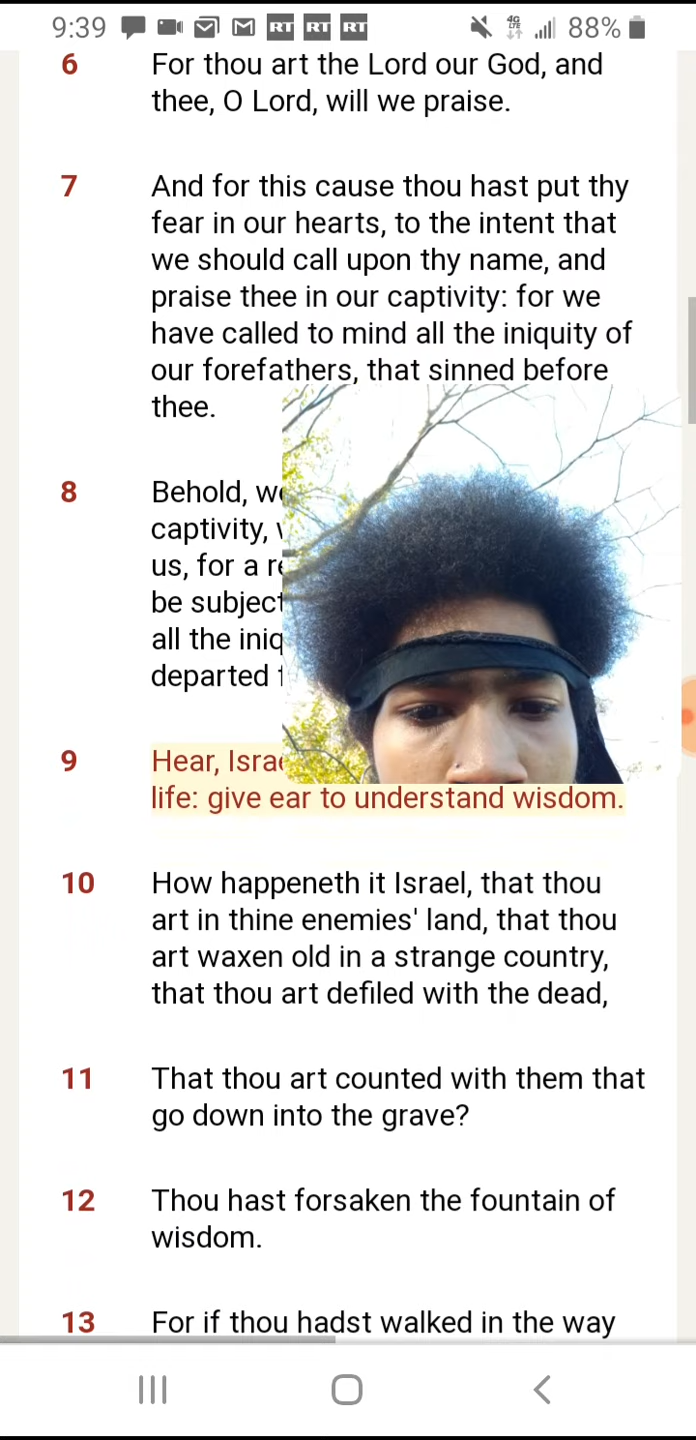 9:39 RT RT RT 4G LTE 88%
6 For thou art the Lord our God, and
thee, O Lord, will we praise.
7 And for this cause thou hast put thy
fear in our hearts, to the intent that
we should call upon thy name, and
praise thee in our captivity: for we
have called to mind all the iniquity of
our forefathers, that sinned before
thee.
8 Behold,
captivity,
us, for a
be subject
all the
departed
9 Hear,
life: give ear to understand wisdom.
10 How happeneth it Israel, that thou
art in thine enemies' land, that thou
art waxen old in a strange country,
that thou art defiled with the dead,
11 That thou art counted with them that
go down into the grave?
12 Thou hast forsaken the fountain of
wisdom.
13 For if thou hadst walked in the way